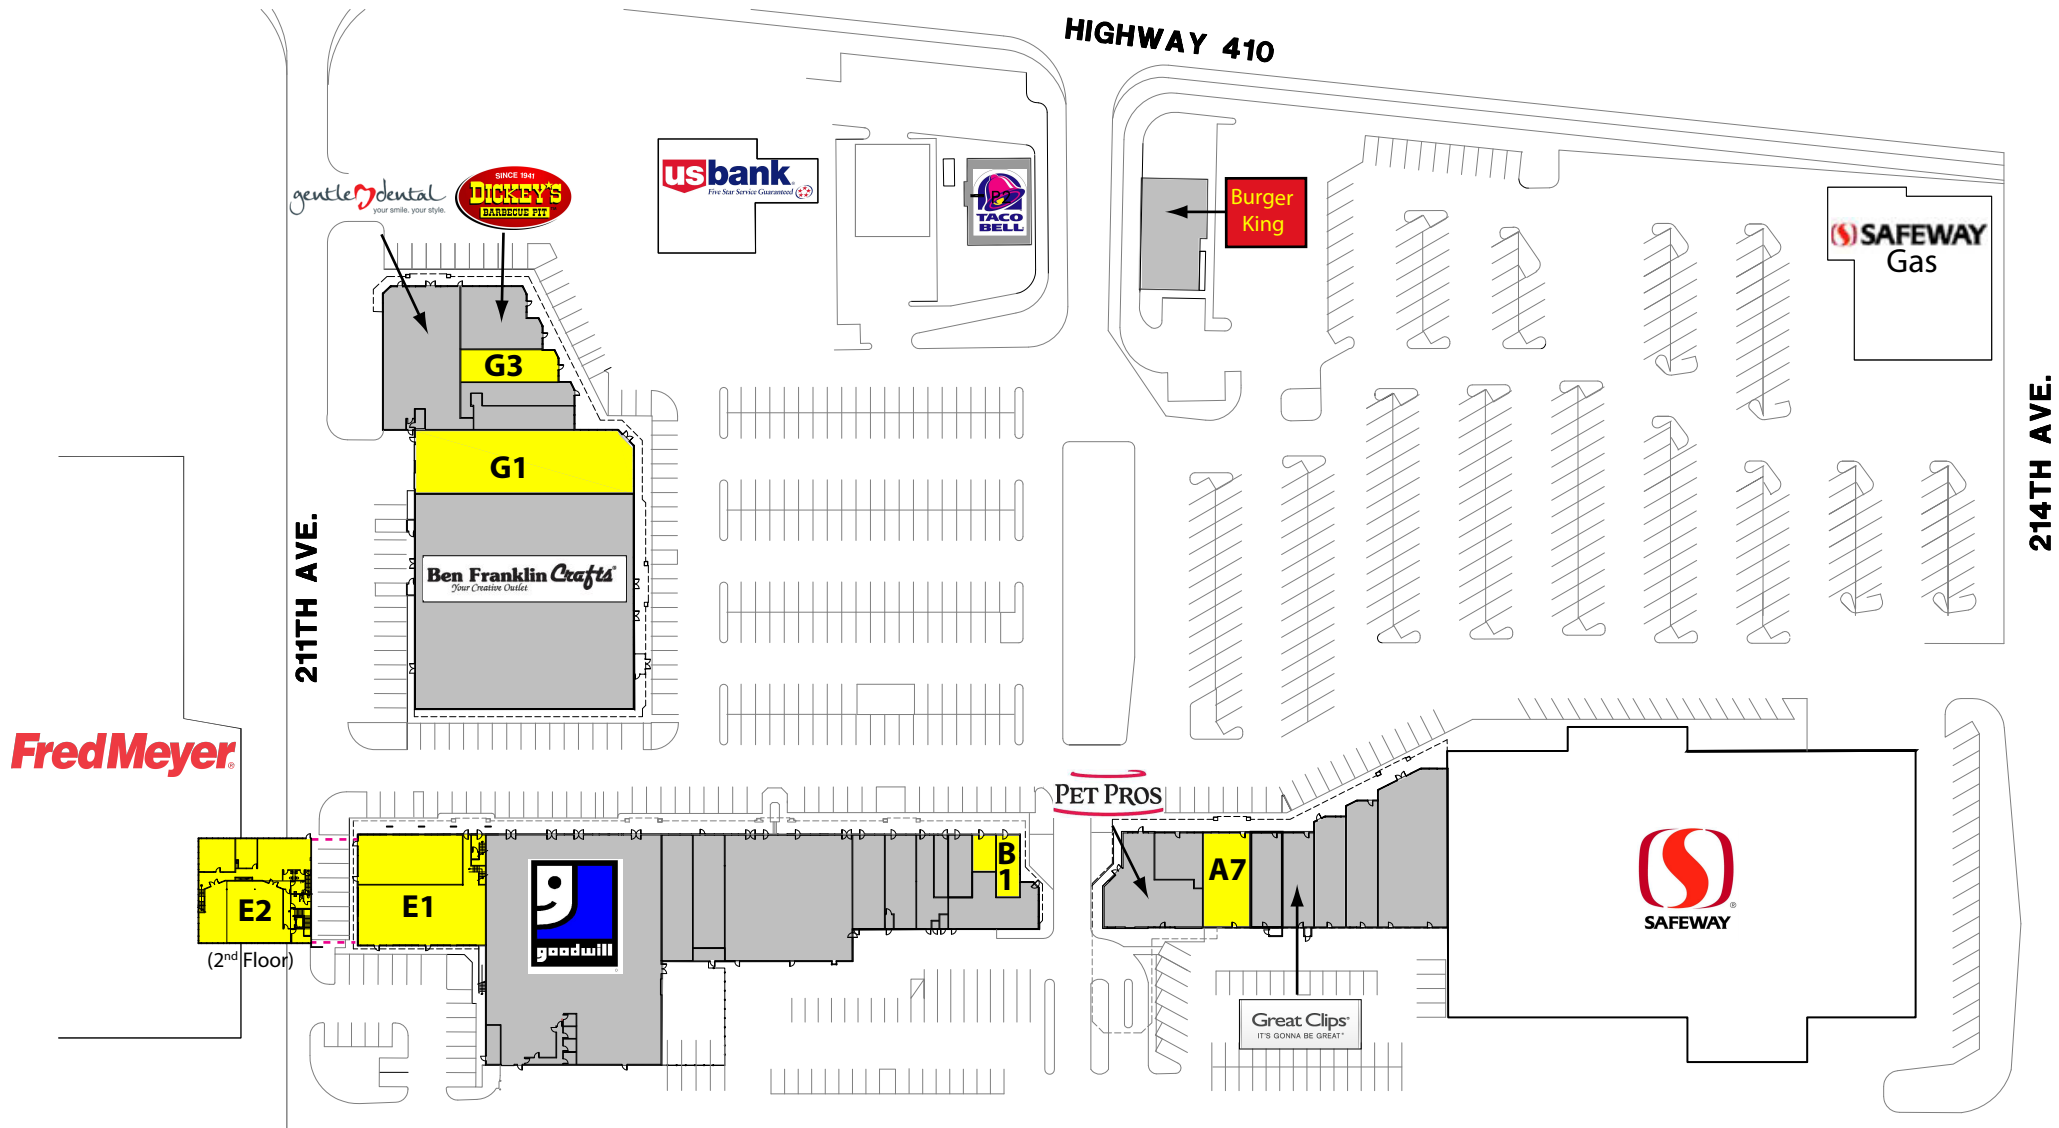 HIGHWAY 410
gentle dental
your smile. your style.
SINCE 1941
DICKEY'S
BARBECUE PIT
usbank
Five Star Service Guaranteed
TACO
BELL
Burger
King
SAFEWAY
Gas
G3
G1
Ben Franklin Crafts
Your Creative Outlet
211TH AVE.
214TH AVE.
FredMeyer®
PET PROS
E2
(2nd Floor)
E1
goodwill
B
1
A7
Great Clips®
IT'S GONNA BE GREAT®
SAFEWAY®